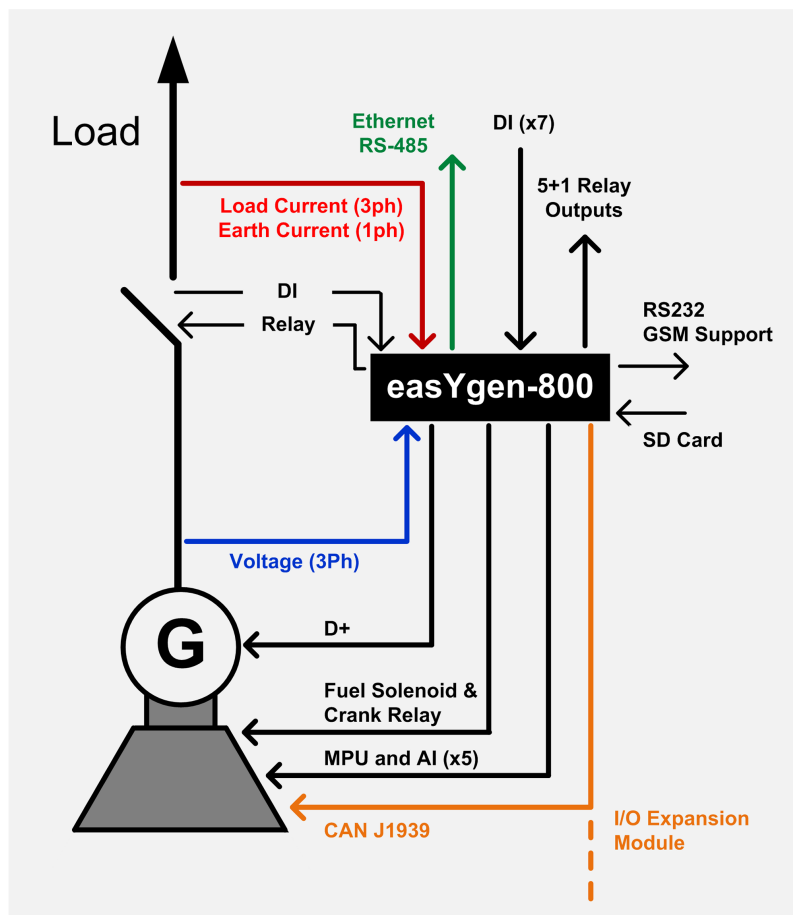 Load
Ethernet
RS-485
DI (x7)
5+1 Relay
Outputs
Load Current (3ph)
Earth Current (1ph)
DI
Relay
RS232
GSM Support
easYgen-800
SD Card
Voltage (3Ph)
D+
G
Fuel Solenoid &
Crank Relay
MPU and AI (x5)
CAN J1939
I/O Expansion
Module